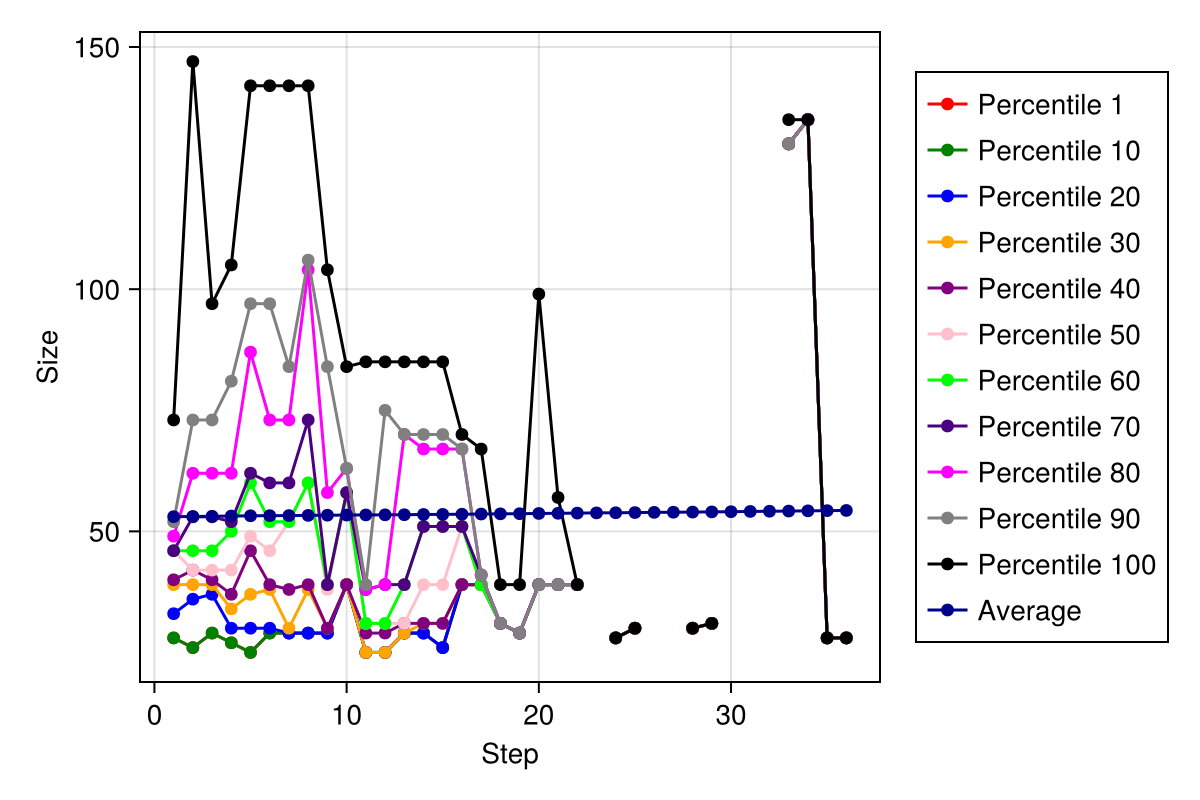 150
100
50
0
10
20
30
Size
Step
Percentile 1
Percentile 10
Percentile 20
Percentile 30
Percentile 40
Percentile 50
Percentile 60
Percentile 70
Percentile 80
Percentile 90
Percentile 100
Average